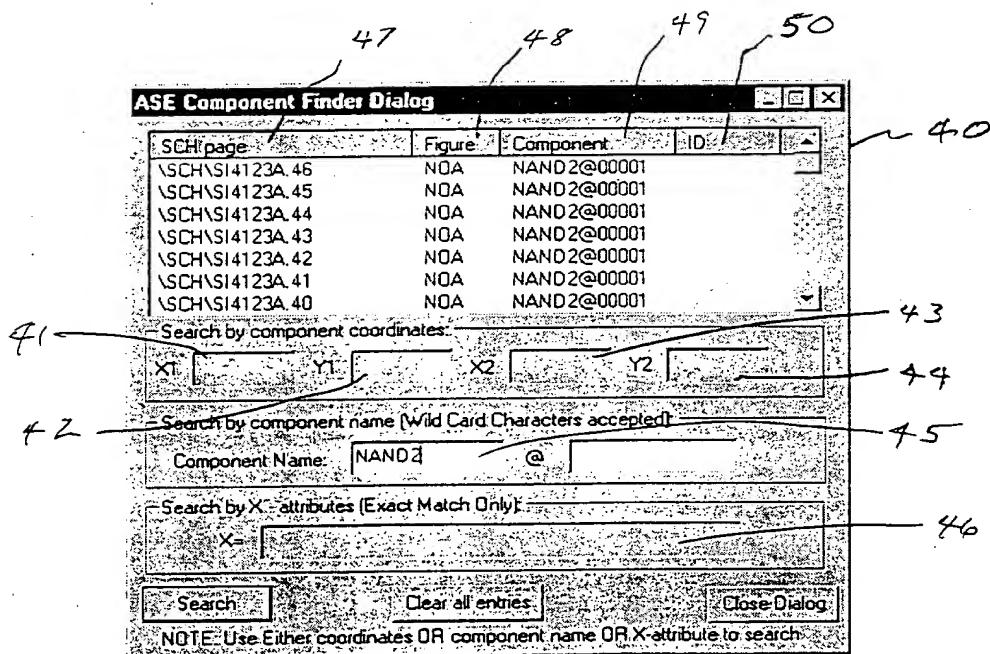 47 48 49 50
ASE Component Finder Dialog
40
SCH page Figure Component ID
\SCH\SI4123A.46 NOA NAND2@00001
\SCH\SI4123A.45 NOA NAND2@00001
\SCH\SI4123A.44 NOA NAND2@00001
\SCH\SI4123A.43 NOA NAND2@00001
\SCH\SI4123A.42 NOA NAND2@00001
\SCH\SI4123A.41 NOA NAND2@00001
\SCH\SI4123A.40 NOA NAND2@00001
Search by component coordinates:
41 43
X1 Y1 X2 Y2
44
42
Search by component name (Wild Card Characters accepted):
45
Component Name: NAND2 @
Search by X - attributes (Exact Match Only):
46
X=
Search Clear all entries Close Dialog
NOTE: Use Either coordinates OR component name OR X-attribute to search